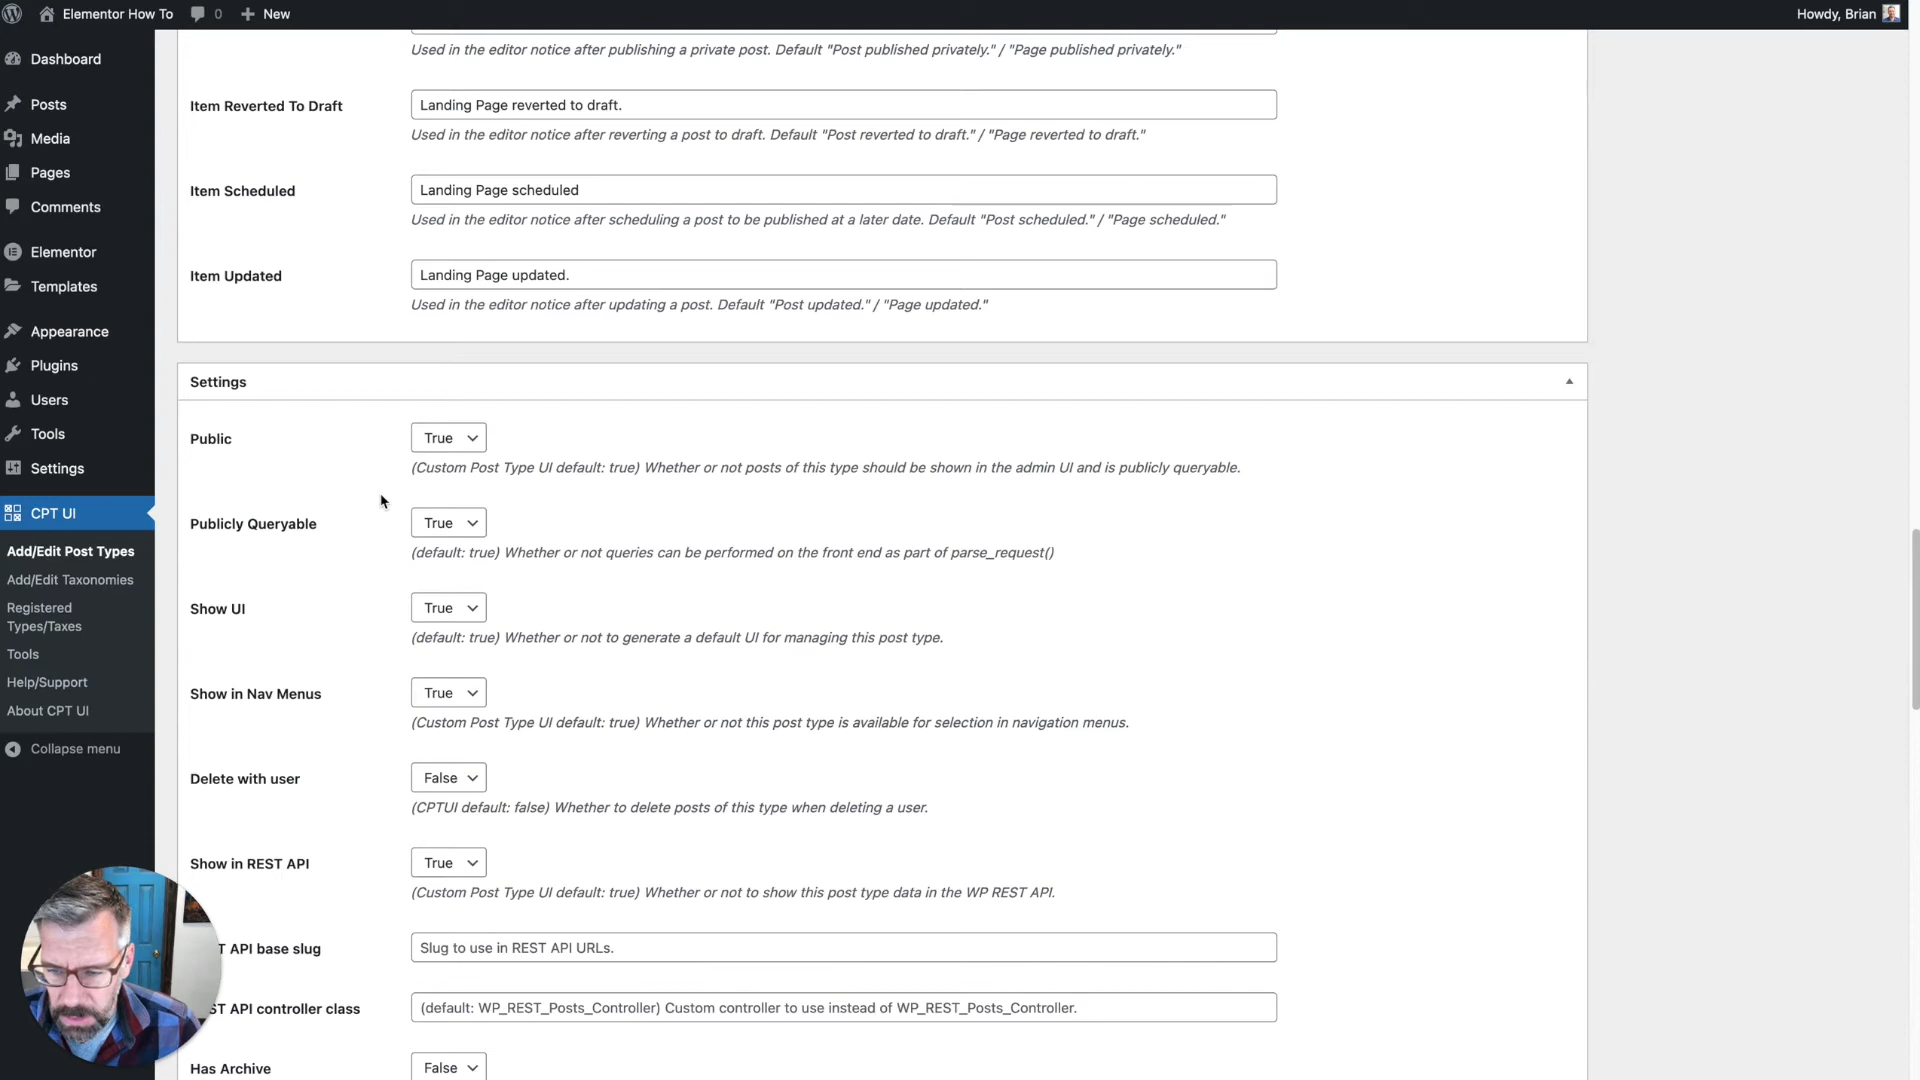 Elementor How To
0
New
Howdy, Brian
Dashboard
Posts
Media
Pages
Comments
Elementor
Templates
Appearance
Plugins
Users
Tools
Settings
CPT UI
Add/Edit Post Types
Add/Edit Taxonomies
Registered
Types/Taxes
Tools
Help/Support
About CPT UI
Collapse menu
Used in the editor notice after publishing a private post. Default "Post published privately." / "Page published privately."
Item Reverted To Draft
Landing Page reverted to draft.
Used in the editor notice after reverting a post to draft. Default "Post reverted to draft." / "Page reverted to draft."
Item Scheduled
Landing Page scheduled
Used in the editor notice after scheduling a post to be published at a later date. Default "Post scheduled." / "Page scheduled."
Item Updated
Landing Page updated.
Used in the editor notice after updating a post. Default "Post updated." / "Page updated."
Settings
Public
True
(Custom Post Type UI default: true) Whether or not posts of this type should be shown in the admin UI and is publicly queryable.
Publicly Queryable
True
(default: true) Whether or not queries can be performed on the front end as part of parse_request()
Show UI
True
(default: true) Whether or not to generate a default UI for managing this post type.
Show in Nav Menus
True
(Custom Post Type UI default: true) Whether or not this post type is available for selection in navigation menus.
Delete with user
False
(CPTUI default: false) Whether to delete posts of this type when deleting a user.
Show in REST API
True
(Custom Post Type UI default: true) Whether or not to show this post type data in the WP REST API.
T API base slug
Slug to use in REST API URLs.
ST API controller class
(default: WP_REST_Posts_Controller) Custom controller to use instead of WP_REST_Posts_Controller.
Has Archive
False